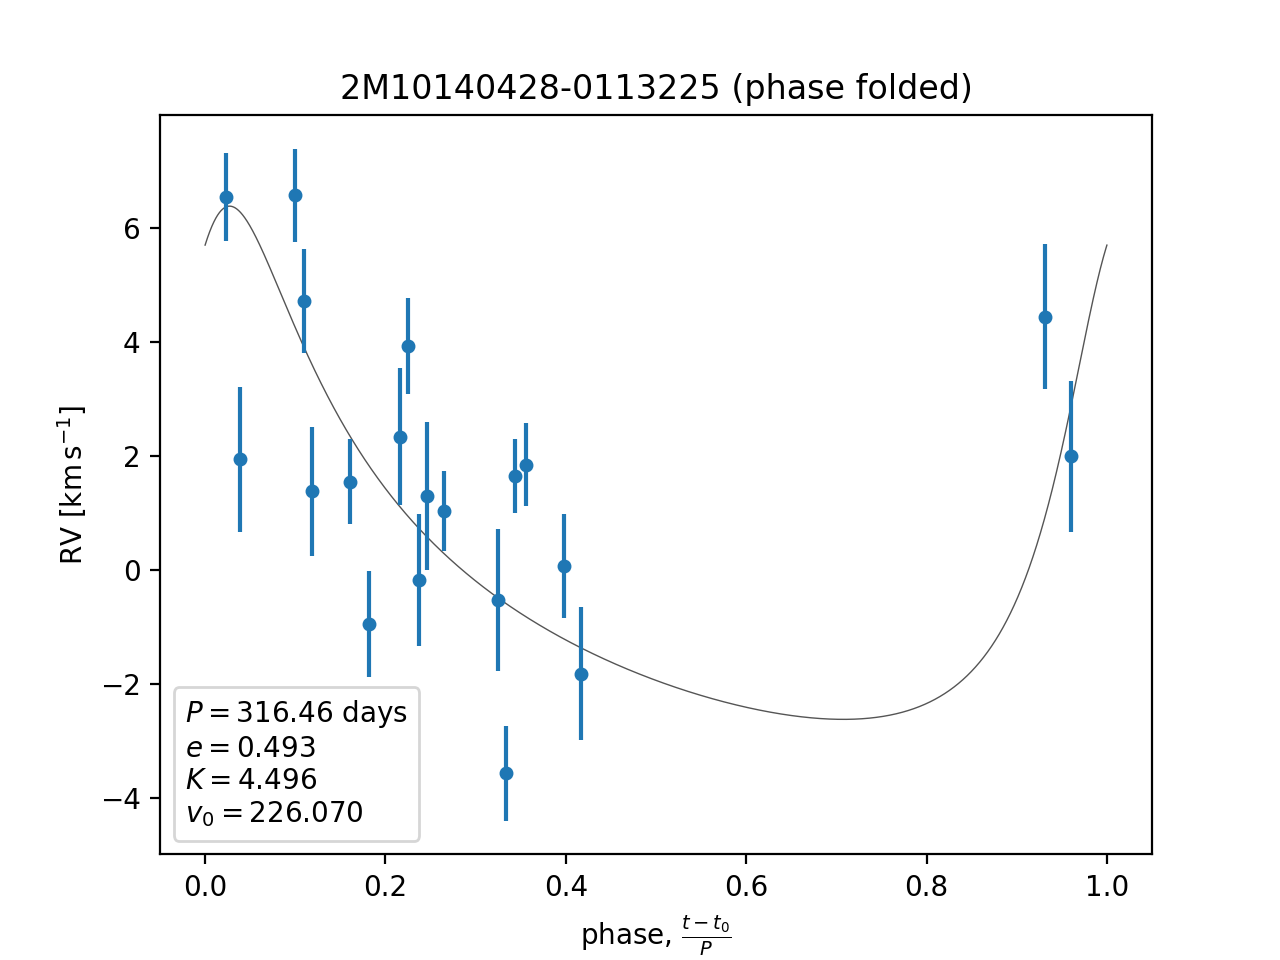 2M10140428-0113225 (phase folded)
RV [km s⁻¹]
6
4
2
0
−2
−4
P = 316.46 days
e = 0.493
K = 4.496
v₀ = 226.070
0.0 0.2 0.4 0.6 0.8 1.0
phase, (t − t₀)/P